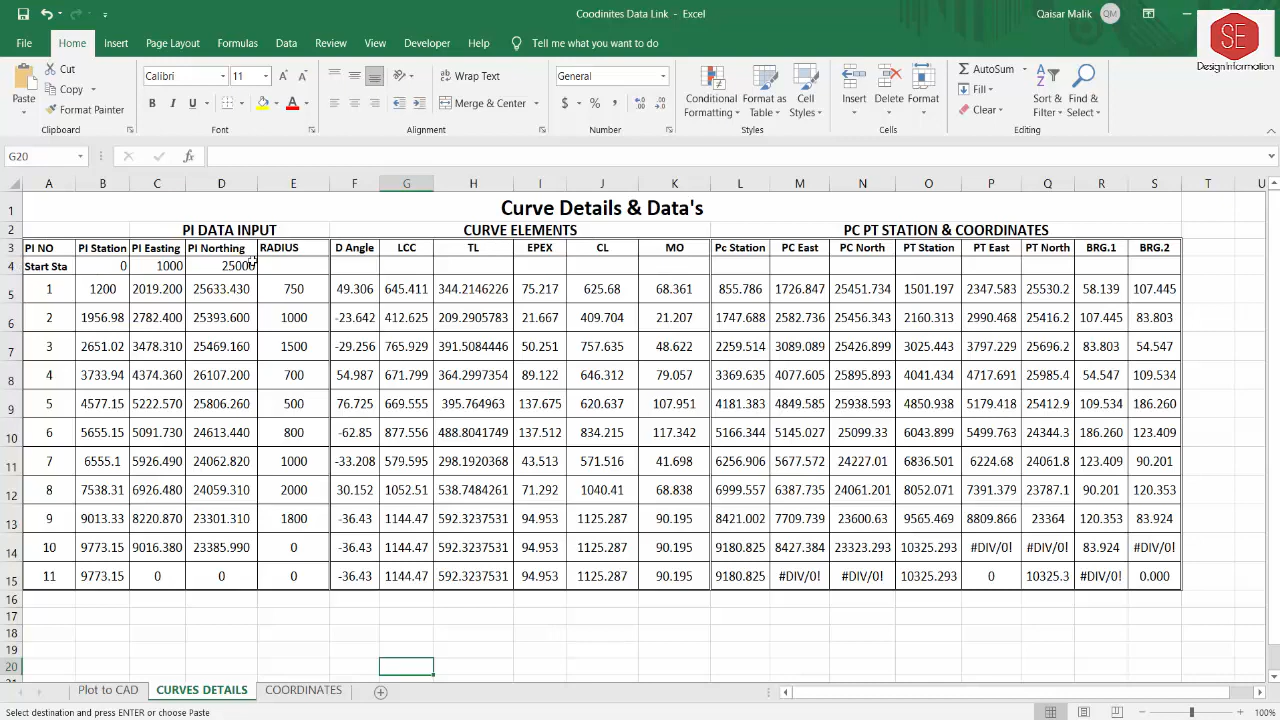 Coodinites Data Link - Excel
Qaisar Malik QM
SE
DesignInformation
File Home Insert Page Layout Formulas Data Review View Developer Help Tell me what you want to do
Paste Cut Copy Format Painter Clipboard
Calibri 11 B I U A Font
Wrap Text Merge & Center Alignment
General $ % , Number
Conditional Formatting Format as Table Cell Styles Styles
Insert Delete Format Cells
AutoSum Fill Clear Sort & Filter Find & Select Editing
G20 fx
A B C D E F G H I J K L M N O P Q R S T U
1 Curve Details & Data's
2 PI DATA INPUT CURVE ELEMENTS PC PT STATION & COORDINATES
3 PI NO PI Station PI Easting PI Northing RADIUS D Angle LCC TL EPEX CL MO Pc Station PC East PC North PT Station PT East PT North BRG.1 BRG.2
4 Start Sta 0 1000 25000
5 1 1200 2019.200 25633.430 750 49.306 645.411 344.2146226 75.217 625.68 68.361 855.786 1726.847 25451.734 1501.197 2347.583 25530.2 58.139 107.445
6 2 1956.98 2782.400 25393.600 1000 -23.642 412.625 209.2905783 21.667 409.704 21.207 1747.688 2582.736 25456.343 2160.313 2990.468 25416.2 107.445 83.803
7 3 2651.02 3478.310 25469.160 1500 -29.256 765.929 391.5084446 50.251 757.635 48.622 2259.514 3089.089 25426.899 3025.443 3797.229 25696.2 83.803 54.547
8 4 3733.94 4374.360 26107.200 700 54.987 671.799 364.2997354 89.122 646.312 79.057 3369.635 4077.605 25895.893 4041.434 4717.691 25985.4 54.547 109.534
9 5 4577.15 5222.570 25806.260 500 76.725 669.555 395.764963 137.675 620.637 107.951 4181.383 4849.585 25938.593 4850.938 5179.418 25412.9 109.534 186.260
10 6 5655.15 5091.730 24613.440 800 -62.85 877.556 488.8041749 137.512 834.215 117.342 5166.344 5145.027 25099.33 6043.899 5499.763 24344.3 186.260 123.409
11 7 6555.1 5926.490 24062.820 1000 -33.208 579.595 298.1920368 43.513 571.516 41.698 6256.906 5677.572 24227.01 6836.501 6224.68 24061.8 123.409 90.201
12 8 7538.31 6926.480 24059.310 2000 30.152 1052.51 538.7484261 71.292 1040.41 68.838 6999.557 6387.735 24061.201 8052.071 7391.379 23787.1 90.201 120.353
13 9 9013.33 8220.870 23301.310 1800 -36.43 1144.47 592.3237531 94.953 1125.287 90.195 8421.002 7709.739 23600.63 9565.469 8809.866 23364 120.353 83.924
14 10 9773.15 9016.380 23385.990 0 -36.43 1144.47 592.3237531 94.953 1125.287 90.195 9180.825 8427.384 23323.293 10325.293 #DIV/0! #DIV/0! 83.924 #DIV/0!
15 11 9773.15 0 0 0 -36.43 1144.47 592.3237531 94.953 1125.287 90.195 9180.825 #DIV/0! #DIV/0! 10325.293 0 10325.3 #DIV/0! 0.000
16
17
18
19
20
Plot to CAD CURVES DETAILS COORDINATES
Select destination and press ENTER or choose Paste 100%